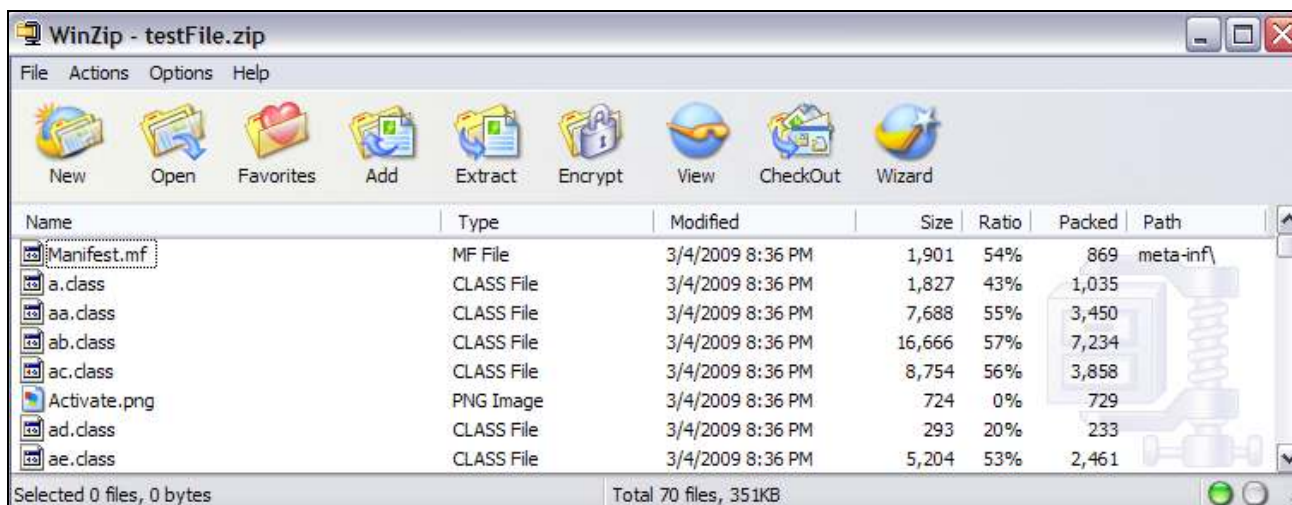 WinZip - testFile.zip
File Actions Options Help
New Open Favorites Add Extract Encrypt View CheckOut Wizard
Name Type Modified Size Ratio Packed Path
Manifest.mf MF File 3/4/2009 8:36 PM 1,901 54% 869 meta-inf\
a.class CLASS File 3/4/2009 8:36 PM 1,827 43% 1,035
aa.class CLASS File 3/4/2009 8:36 PM 7,688 55% 3,450
ab.class CLASS File 3/4/2009 8:36 PM 16,666 57% 7,234
ac.class CLASS File 3/4/2009 8:36 PM 8,754 56% 3,858
Activate.png PNG Image 3/4/2009 8:36 PM 724 0% 729
ad.class CLASS File 3/4/2009 8:36 PM 293 20% 233
ae.class CLASS File 3/4/2009 8:36 PM 5,204 53% 2,461
Selected 0 files, 0 bytes Total 70 files, 351KB